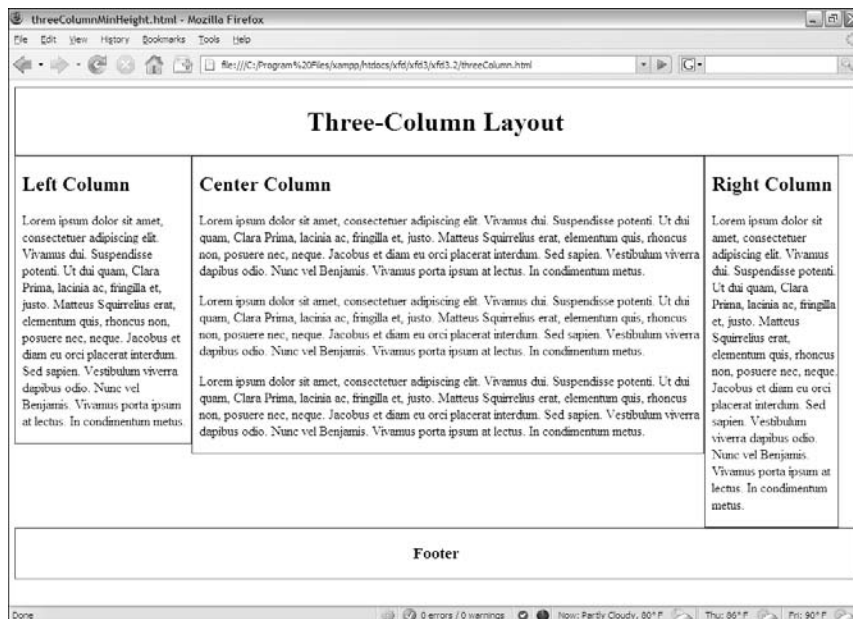 threeColumnMinHeight.html - Mozilla Firefox
File Edit View History Bookmarks Tools Help
file:///C:/Program%20Files/xampp/htdocs/xfd/xfd3/xfd3.2/threeColumn.html
G
Three-Column Layout
Left Column
Lorem ipsum dolor sit amet,
consectetuer adipiscing elit.
Vivamus dui. Suspendisse
potenti. Ut dui quam, Clara
Prima, lacinia ac, fringilla et,
justo. Matteus Squirrelius erat,
elementum quis, rhoncus non,
posuere nec, neque. Jacobus et
diam eu orci placerat interdum.
Sed sapien. Vestibulum viverra
dapibus odio. Nunc vel
Benjamis. Vivamus porta ipsum
at lectus. In condimentum metus.
Center Column
Lorem ipsum dolor sit amet, consectetuer adipiscing elit. Vivamus dui. Suspendisse potenti. Ut dui
quam, Clara Prima, lacinia ac, fringilla et, justo. Matteus Squirrelius erat, elementum quis, rhoncus
non, posuere nec, neque. Jacobus et diam eu orci placerat interdum. Sed sapien. Vestibulum viverra
dapibus odio. Nunc vel Benjamis. Vivamus porta ipsum at lectus. In condimentum metus.
Lorem ipsum dolor sit amet, consectetuer adipiscing elit. Vivamus dui. Suspendisse potenti. Ut dui
quam, Clara Prima, lacinia ac, fringilla et, justo. Matteus Squirrelius erat, elementum quis, rhoncus
non, posuere nec, neque. Jacobus et diam eu orci placerat interdum. Sed sapien. Vestibulum viverra
dapibus odio. Nunc vel Benjamis. Vivamus porta ipsum at lectus. In condimentum metus.
Lorem ipsum dolor sit amet, consectetuer adipiscing elit. Vivamus dui. Suspendisse potenti. Ut dui
quam, Clara Prima, lacinia ac, fringilla et, justo. Matteus Squirrelius erat, elementum quis, rhoncus
non, posuere nec, neque. Jacobus et diam eu orci placerat interdum. Sed sapien. Vestibulum viverra
dapibus odio. Nunc vel Benjamis. Vivamus porta ipsum at lectus. In condimentum metus.
Right Column
Lorem ipsum dolor sit
amet, consectetuer
adipiscing elit. Vivamus
dui. Suspendisse potenti.
Ut dui quam, Clara
Prima, lacinia ac, fringilla
et, justo. Matteus
Squirrelius erat,
elementum quis, rhoncus
non, posuere nec, neque.
Jacobus et diam eu orci
placerat interdum. Sed
sapien. Vestibulum
viverra dapibus odio.
Nunc vel Benjamis.
Vivamus porta ipsum at
lectus. In condimentum
metus.
Footer
Done 0 errors / 0 warnings Now: Partly Cloudy, 80° F Thu: 86° F Fri: 90° F